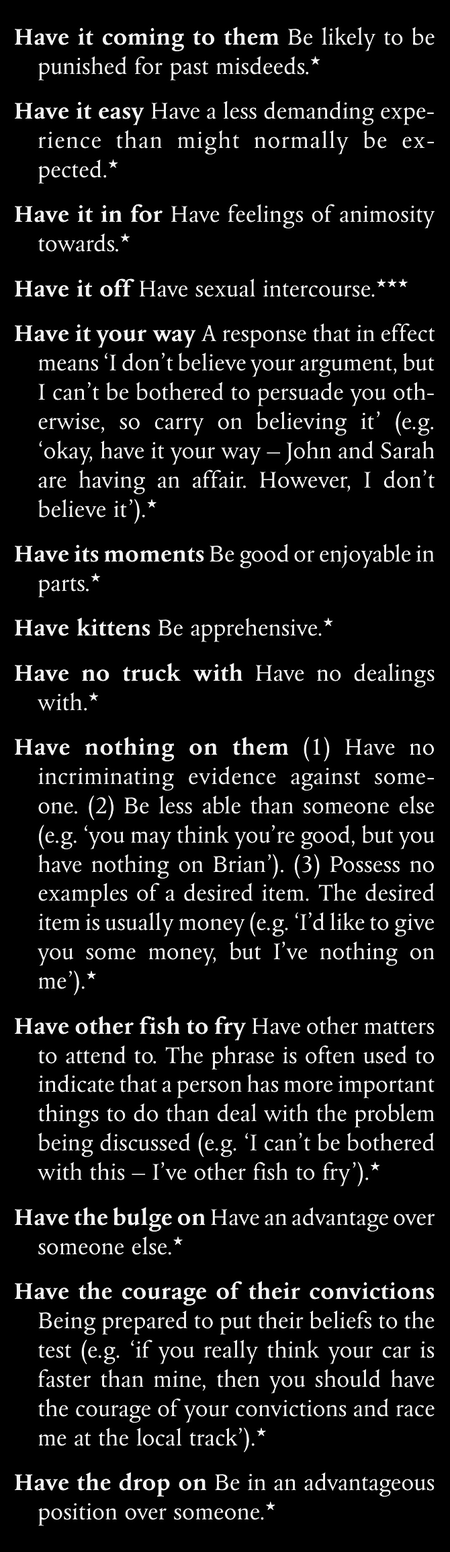 Have it coming to them Be likely to be
punished for past misdeeds.★
Have it easy Have a less demanding expe-
rience than might normally be ex-
pected.★
Have it in for Have feelings of animosity
towards.★
Have it off Have sexual intercourse.★★★
Have it your way A response that in effect
means ‘I don’t believe your argument, but
I can’t be bothered to persuade you oth-
erwise, so carry on believing it’ (e.g.
‘okay, have it your way – John and Sarah
are having an affair. However, I don’t
believe it’).★
Have its moments Be good or enjoyable in
parts.★
Have kittens Be apprehensive.★
Have no truck with Have no dealings
with.★
Have nothing on them (1) Have no
incriminating evidence against some-
one. (2) Be less able than someone else
(e.g. ‘you may think you’re good, but you
have nothing on Brian’). (3) Possess no
examples of a desired item. The desired
item is usually money (e.g. ‘I’d like to give
you some money, but I’ve nothing on
me’).★
Have other fish to fry Have other matters
to attend to. The phrase is often used to
indicate that a person has more important
things to do than deal with the problem
being discussed (e.g. ‘I can’t be bothered
with this – I’ve other fish to fry’).★
Have the bulge on Have an advantage over
someone else.★
Have the courage of their convictions
Being prepared to put their beliefs to the
test (e.g. ‘if you really think your car is
faster than mine, then you should have
the courage of your convictions and race
me at the local track’).★
Have the drop on Be in an advantageous
position over someone.★